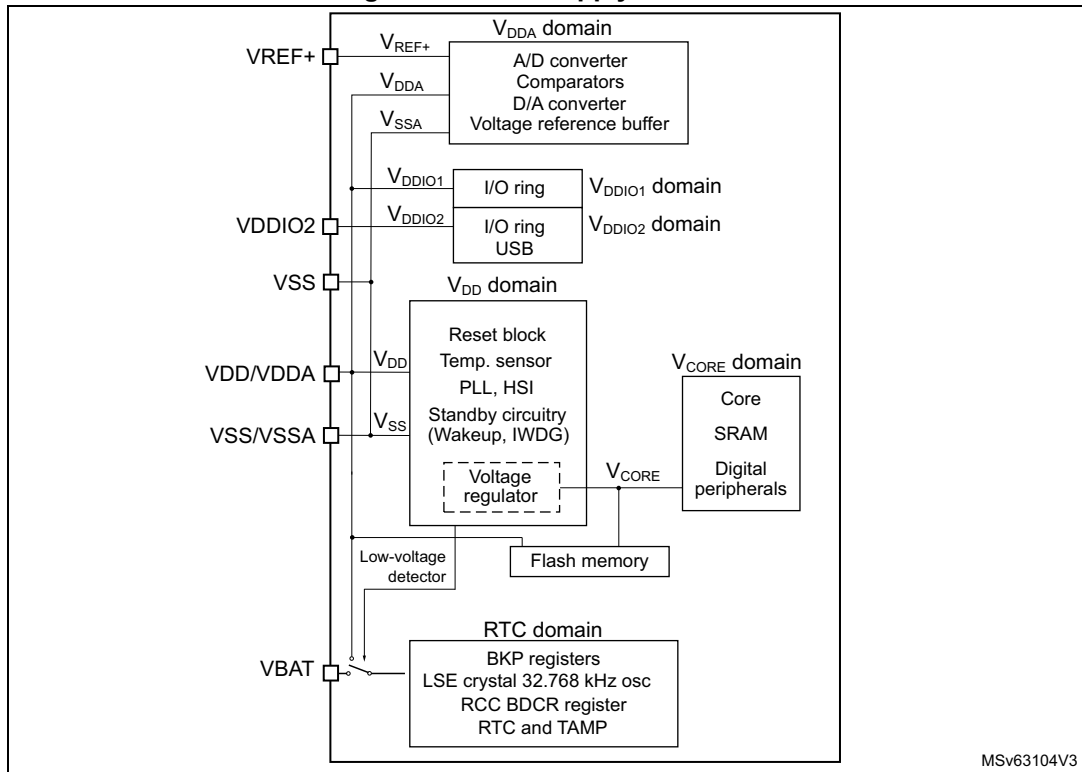 VDDA domain
VREF+
VREF+
A/D converter
Comparators
D/A converter
Voltage reference buffer
VDDA
VSSA
VDDIO1
I/O ring
VDDIO1 domain
VDDIO2
VDDIO2
I/O ring
USB
VDDIO2 domain
VSS
VDD domain
Reset block
Temp. sensor
PLL, HSI
Standby circuitry
(Wakeup, IWDG)
Voltage
regulator
VDD/VDDA
VDD
VSS/VSSA
VSS
VCORE domain
Core
SRAM
Digital
peripherals
VCORE
Flash memory
Low-voltage
detector
RTC domain
VBAT
BKP registers
LSE crystal 32.768 kHz osc
RCC BDCR register
RTC and TAMP
MSv63104V3